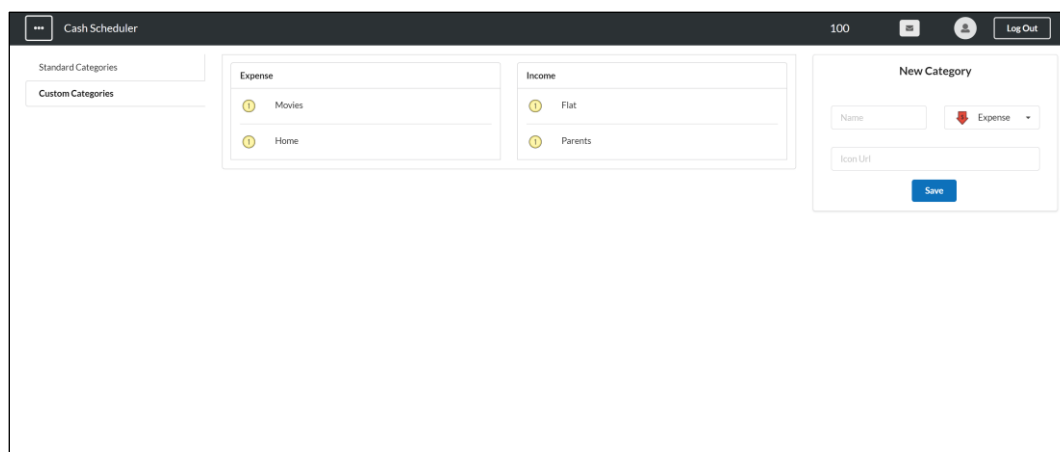 Cash Scheduler
100
Log Out
Standard Categories
Custom Categories
Expense
Movies
Home
Income
Flat
Parents
New Category
Name
Expense
Icon Url
Save